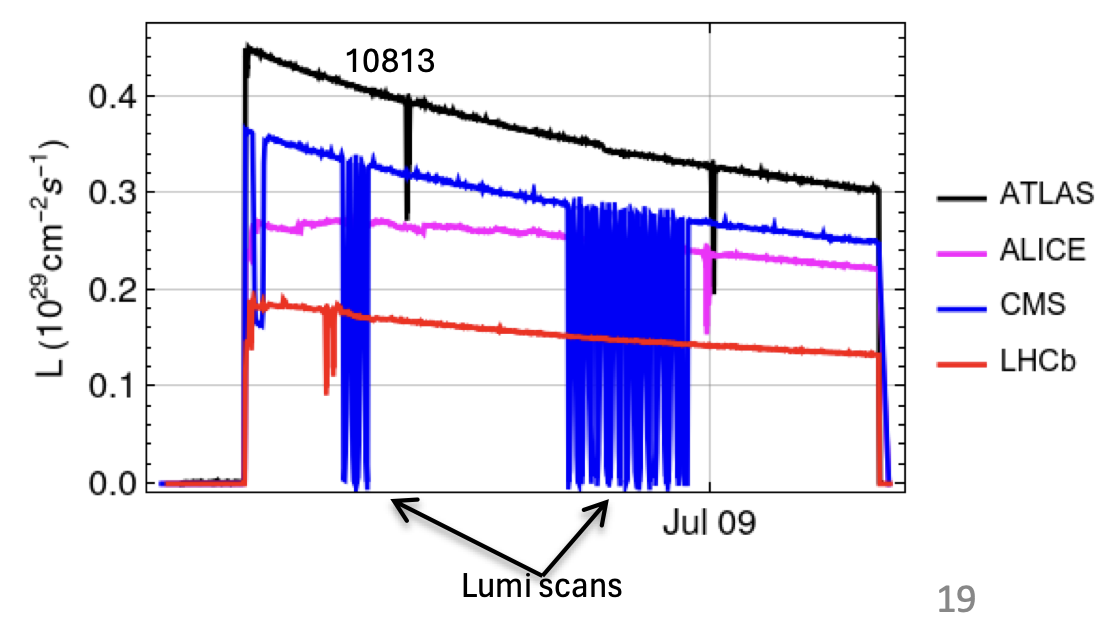 10813
0.4
0.3
0.2
0.1
0.0
L (10²⁹cm⁻²s⁻¹)
ATLAS
ALICE
CMS
LHCb
Jul 09
Lumi scans
19